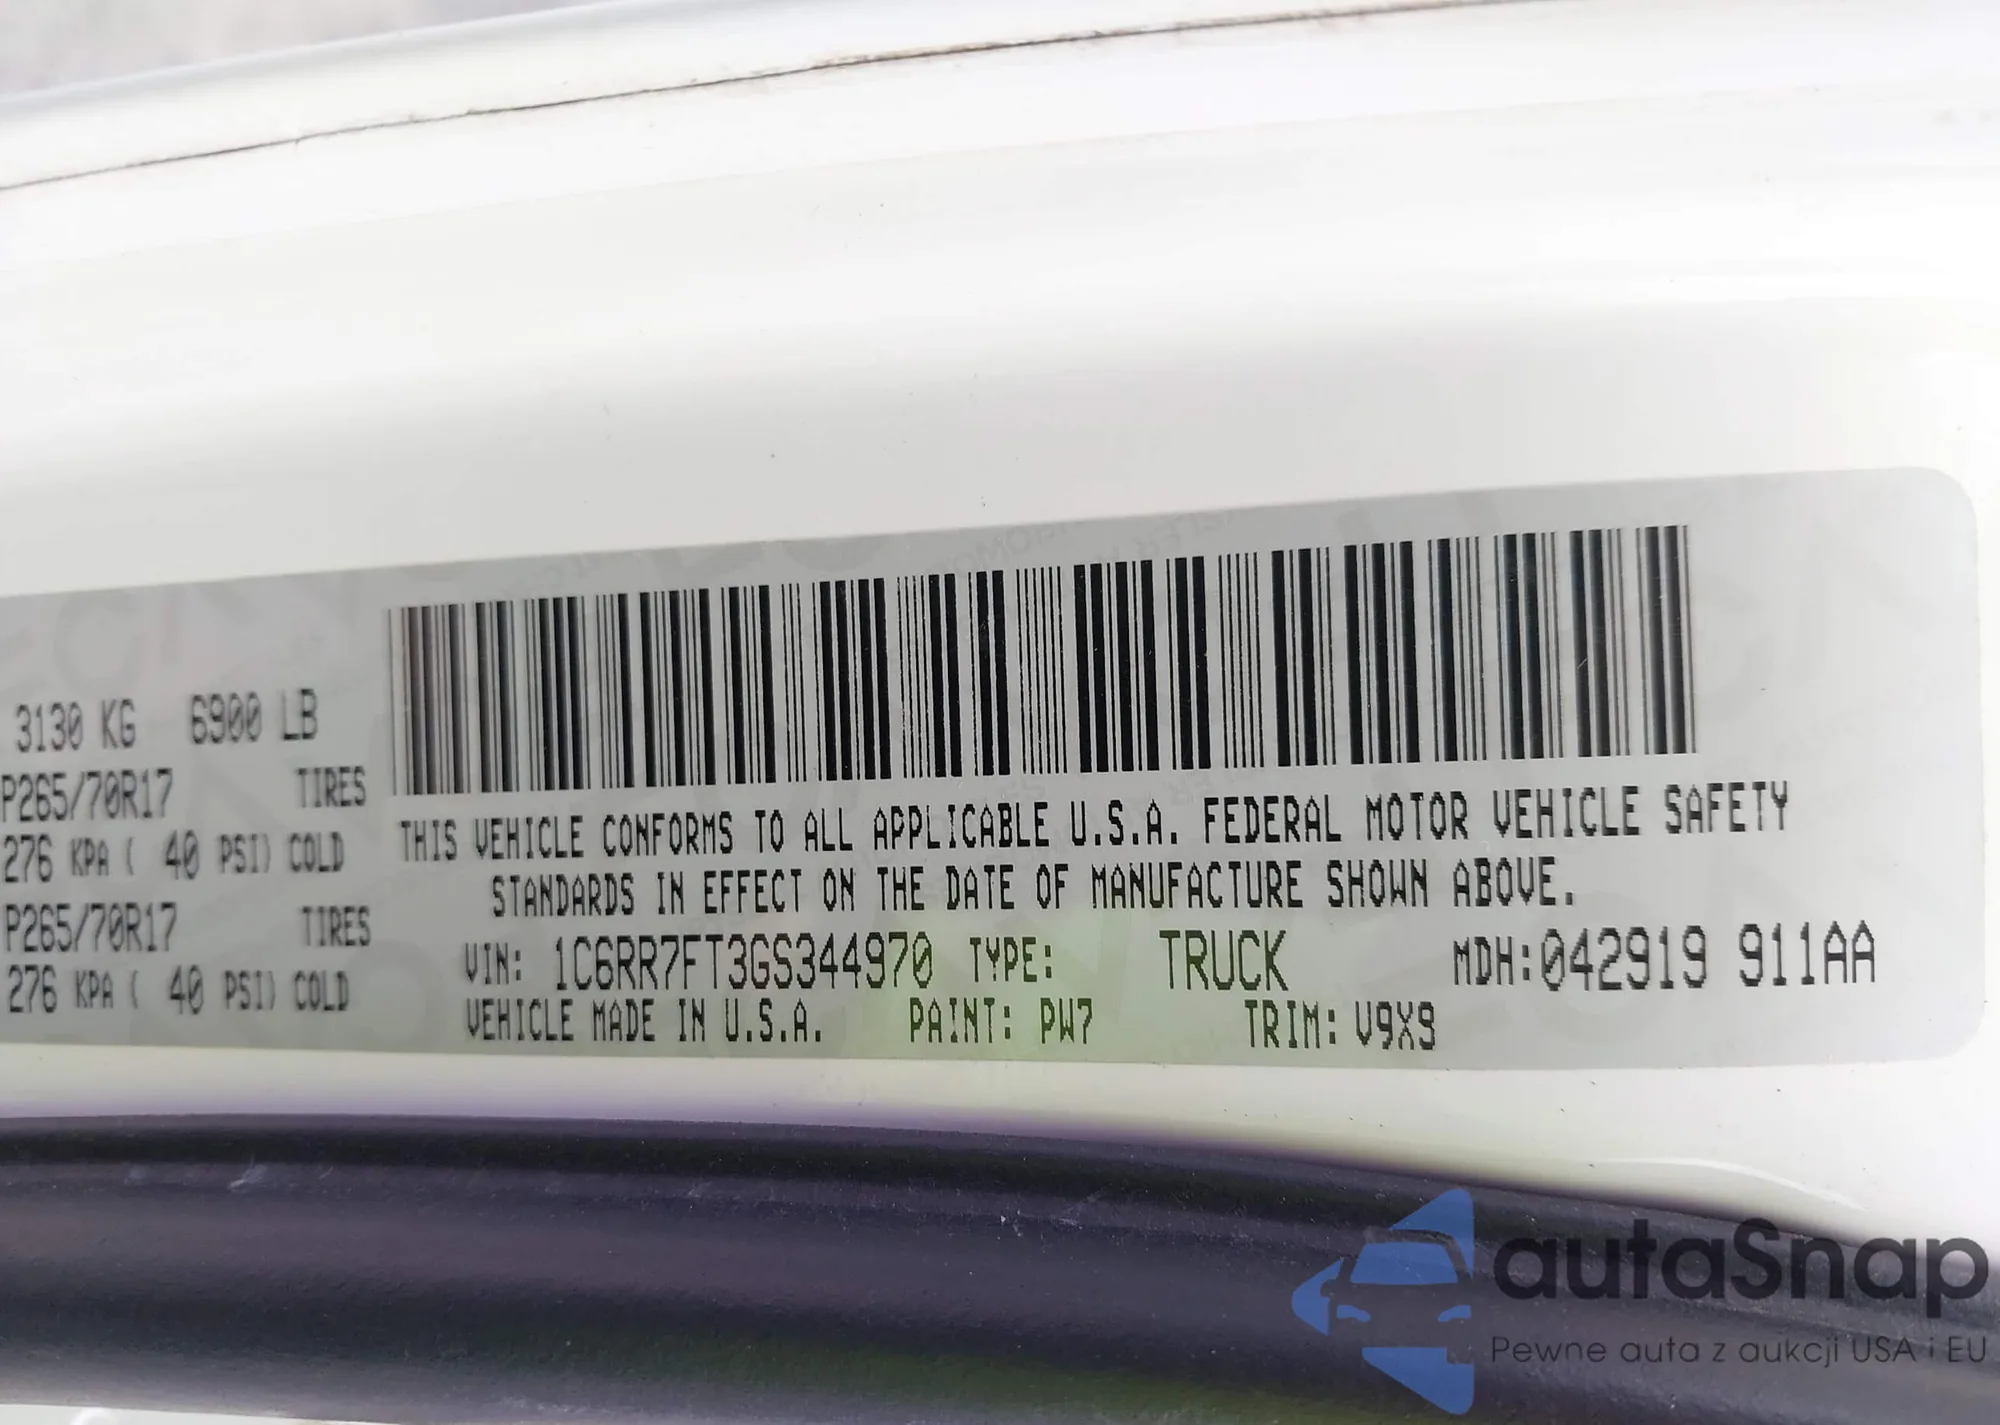 3130 KG 6900 LB
P265/70R17 TIRES
276 KPA ( 40 PSI) COLD
P265/70R17 TIRES
276 KPA ( 40 PSI) COLD
THIS VEHICLE CONFORMS TO ALL APPLICABLE U.S.A. FEDERAL MOTOR VEHICLE SAFETY
STANDARDS IN EFFECT ON THE DATE OF MANUFACTURE SHOWN ABOVE.
VIN: 1C6RR7FT3GS344970 TYPE: TRUCK MDH:042919 911AA
VEHICLE MADE IN U.S.A. PAINT: PW7 TRIM: V9X9
autaSnap
Pewne auta z aukcji USA i EU